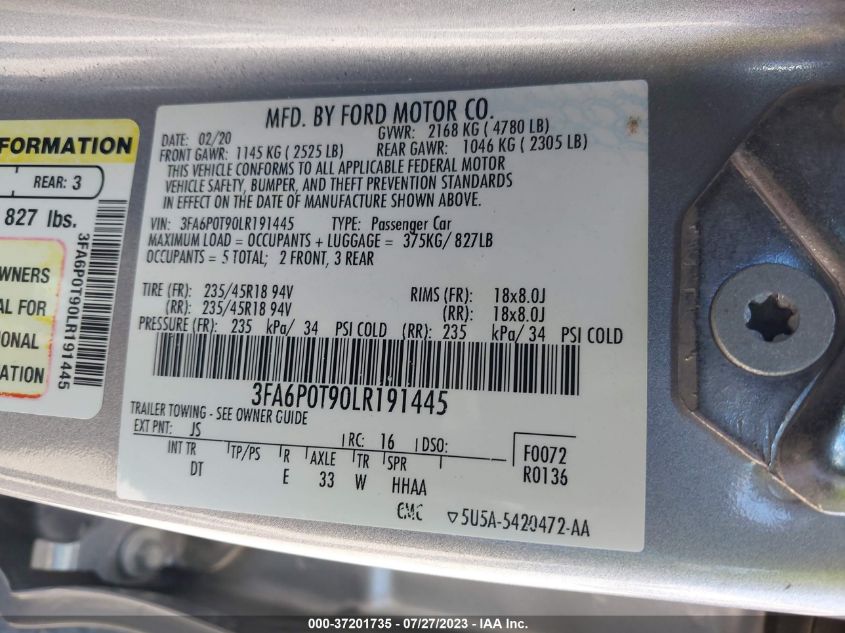 MFD. BY FORD MOTOR CO.
DATE: 02/20 GVWR: 2168 KG ( 4780 LB)
FRONT GAWR: 1145 KG ( 2525 LB) REAR GAWR: 1046 KG ( 2305 LB)
THIS VEHICLE CONFORMS TO ALL APPLICABLE FEDERAL MOTOR
VEHICLE SAFETY, BUMPER, AND THEFT PREVENTION STANDARDS
IN EFFECT ON THE DATE OF MANUFACTURE SHOWN ABOVE.
VIN: 3FA6P0T90LR191445 TYPE: Passenger Car
MAXIMUM LOAD = OCCUPANTS + LUGGAGE = 375KG/ 827LB
OCCUPANTS = 5 TOTAL; 2 FRONT, 3 REAR
TIRE (FR): 235/45R18 94V RIMS (FR): 18x8.0J
(RR): 235/45R18 94V (RR): 18x8.0J
PRESSURE (FR): 235 kPa/ 34 PSI COLD (RR): 235 kPa/ 34 PSI COLD
3FA6P0T90LR191445
TRAILER TOWING - SEE OWNER GUIDE
EXT PNT: JS RC: 16 DSO: F0072
INT TR TP/PS R AXLE TR SPR R0136
DT E 33 W HHAA
CMC 5U5A-5420472-AA
FORMATION
REAR: 3
827 lbs.
3FA6P0T90LR191445
WNERS
AL FOR
IONAL
ATION
000-37201735 - 07/27/2023 - IAA Inc.